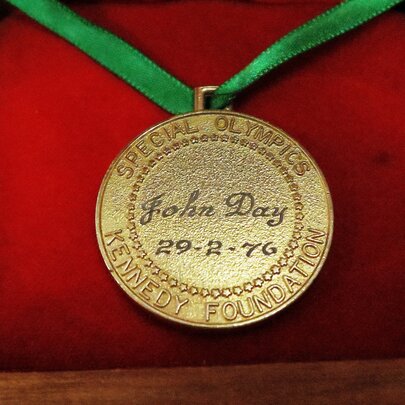 SPECIAL OLYMPICS
John Day
29-2-76
KENNEDY FOUNDATION